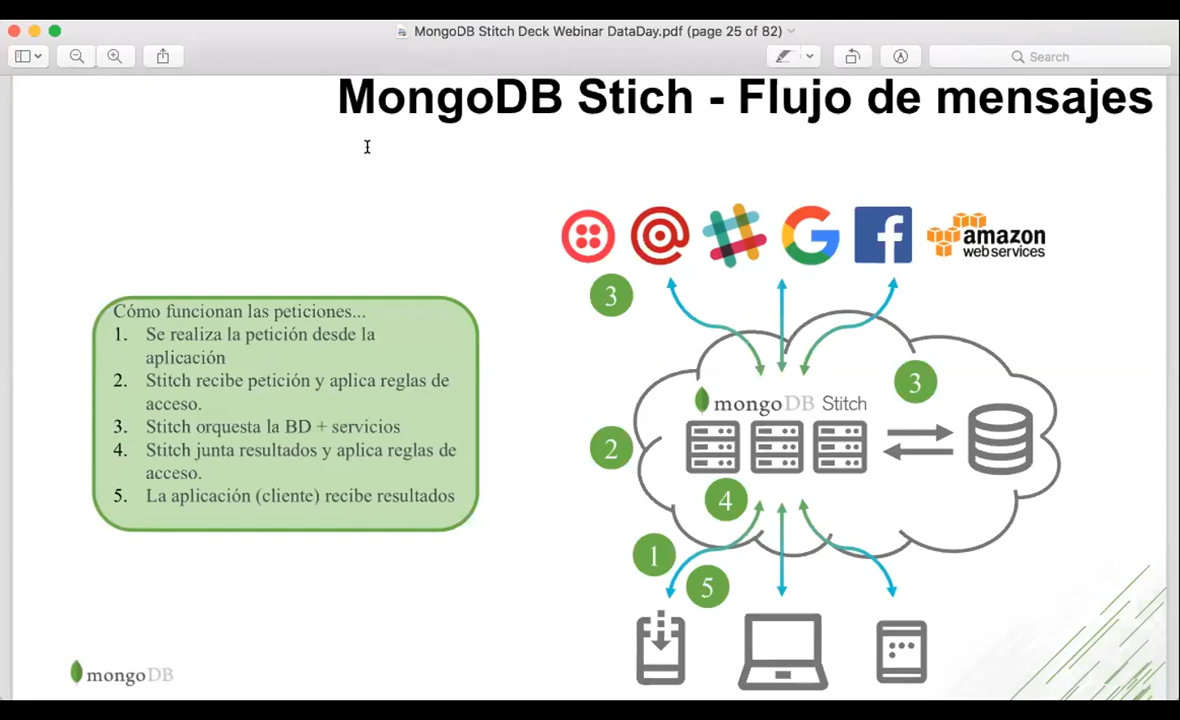 MongoDB Stitch Deck Webinar DataDay.pdf (page 25 of 82)
Search
MongoDB Stich - Flujo de mensajes
amazon
web services
3
Cómo funcionan las peticiones...
1. Se realiza la petición desde la
aplicación
2. Stitch recibe petición y aplica reglas de
acceso.
3. Stitch orquesta la BD + servicios
4. Stitch junta resultados y aplica reglas de
acceso.
5. La aplicación (cliente) recibe resultados
3
mongoDB Stitch
2
4
1
5
mongoDB